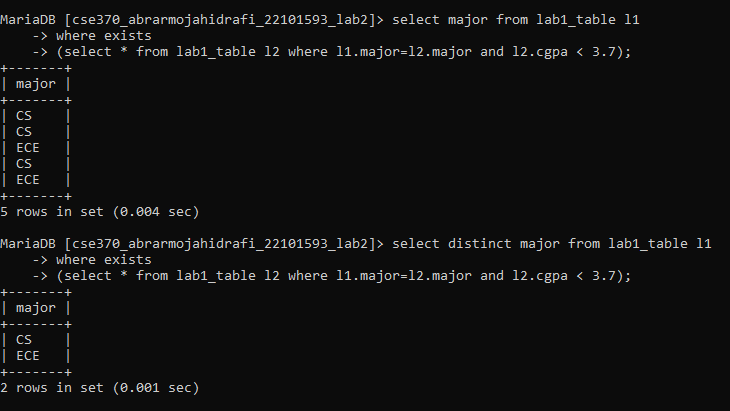 MariaDB [cse370_abrarmojahidrafi_22101593_lab2]> select major from lab1_table l1
    -> where exists
    -> (select * from lab1_table l2 where l1.major=l2.major and l2.cgpa < 3.7);
+-------+
| major |
+-------+
| CS    |
| CS    |
| ECE   |
| CS    |
| ECE   |
+-------+
5 rows in set (0.004 sec)

MariaDB [cse370_abrarmojahidrafi_22101593_lab2]> select distinct major from lab1_table l1
    -> where exists
    -> (select * from lab1_table l2 where l1.major=l2.major and l2.cgpa < 3.7);
+-------+
| major |
+-------+
| CS    |
| ECE   |
+-------+
2 rows in set (0.001 sec)